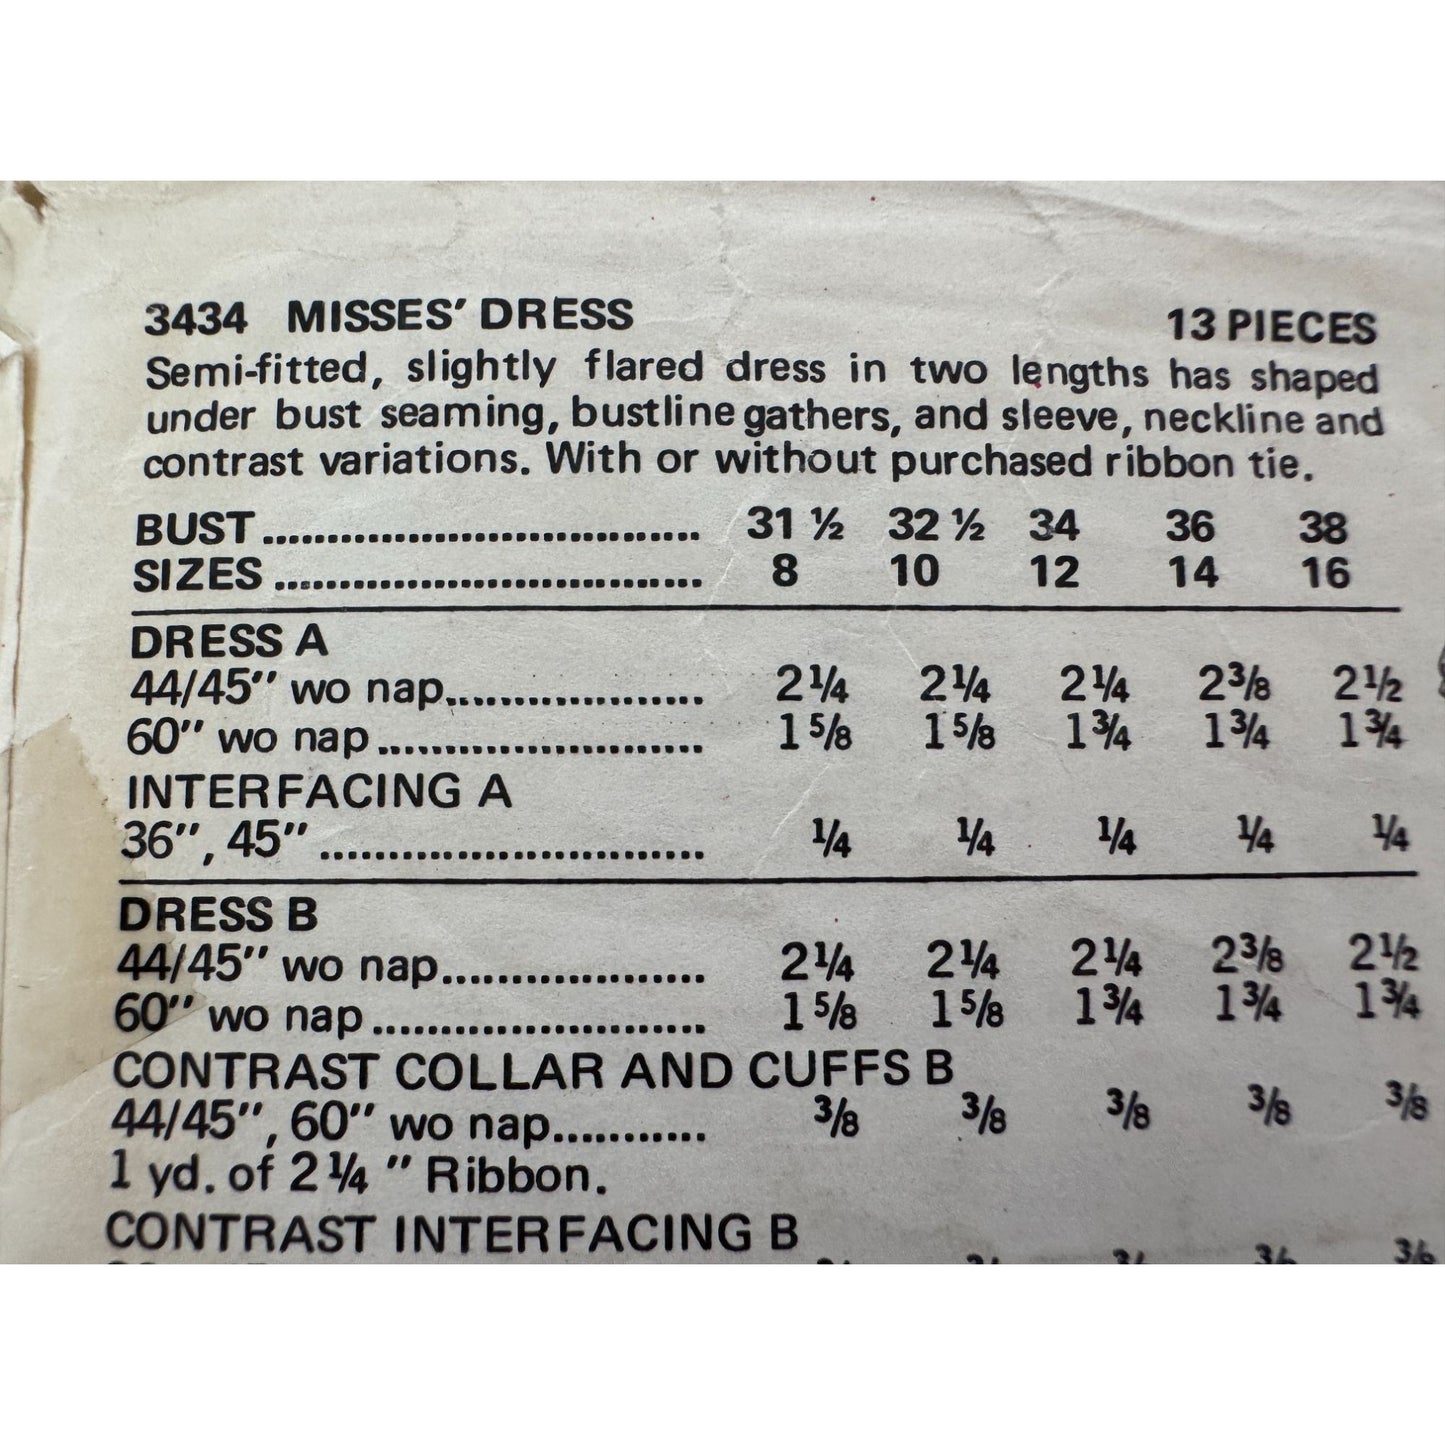 3434 MISSES' DRESS 13 PIECES
Semi-fitted, slightly flared dress in two lengths has shaped
under bust seaming, bustline gathers, and sleeve, neckline and
contrast variations. With or without purchased ribbon tie.
BUST ................................. 31 ½ 32 ½ 34 36 38
SIZES ................................ 8 10 12 14 16
DRESS A
44/45" wo nap.................... 2¼ 2¼ 2¼ 2⅜ 2½
60" wo nap ........................ 1⅝ 1⅝ 1¾ 1¾ 1¾
INTERFACING A
36", 45" ............................ ¼ ¼ ¼ ¼ ¼
DRESS B
44/45" wo nap.................... 2¼ 2¼ 2¼ 2⅜ 2½
60" wo nap ........................ 1⅝ 1⅝ 1¾ 1¾ 1¾
CONTRAST COLLAR AND CUFFS B
44/45", 60" wo nap............ ⅜ ⅜ ⅜ ⅜ ⅜
1 yd. of 2¼ " Ribbon.
CONTRAST INTERFACING B